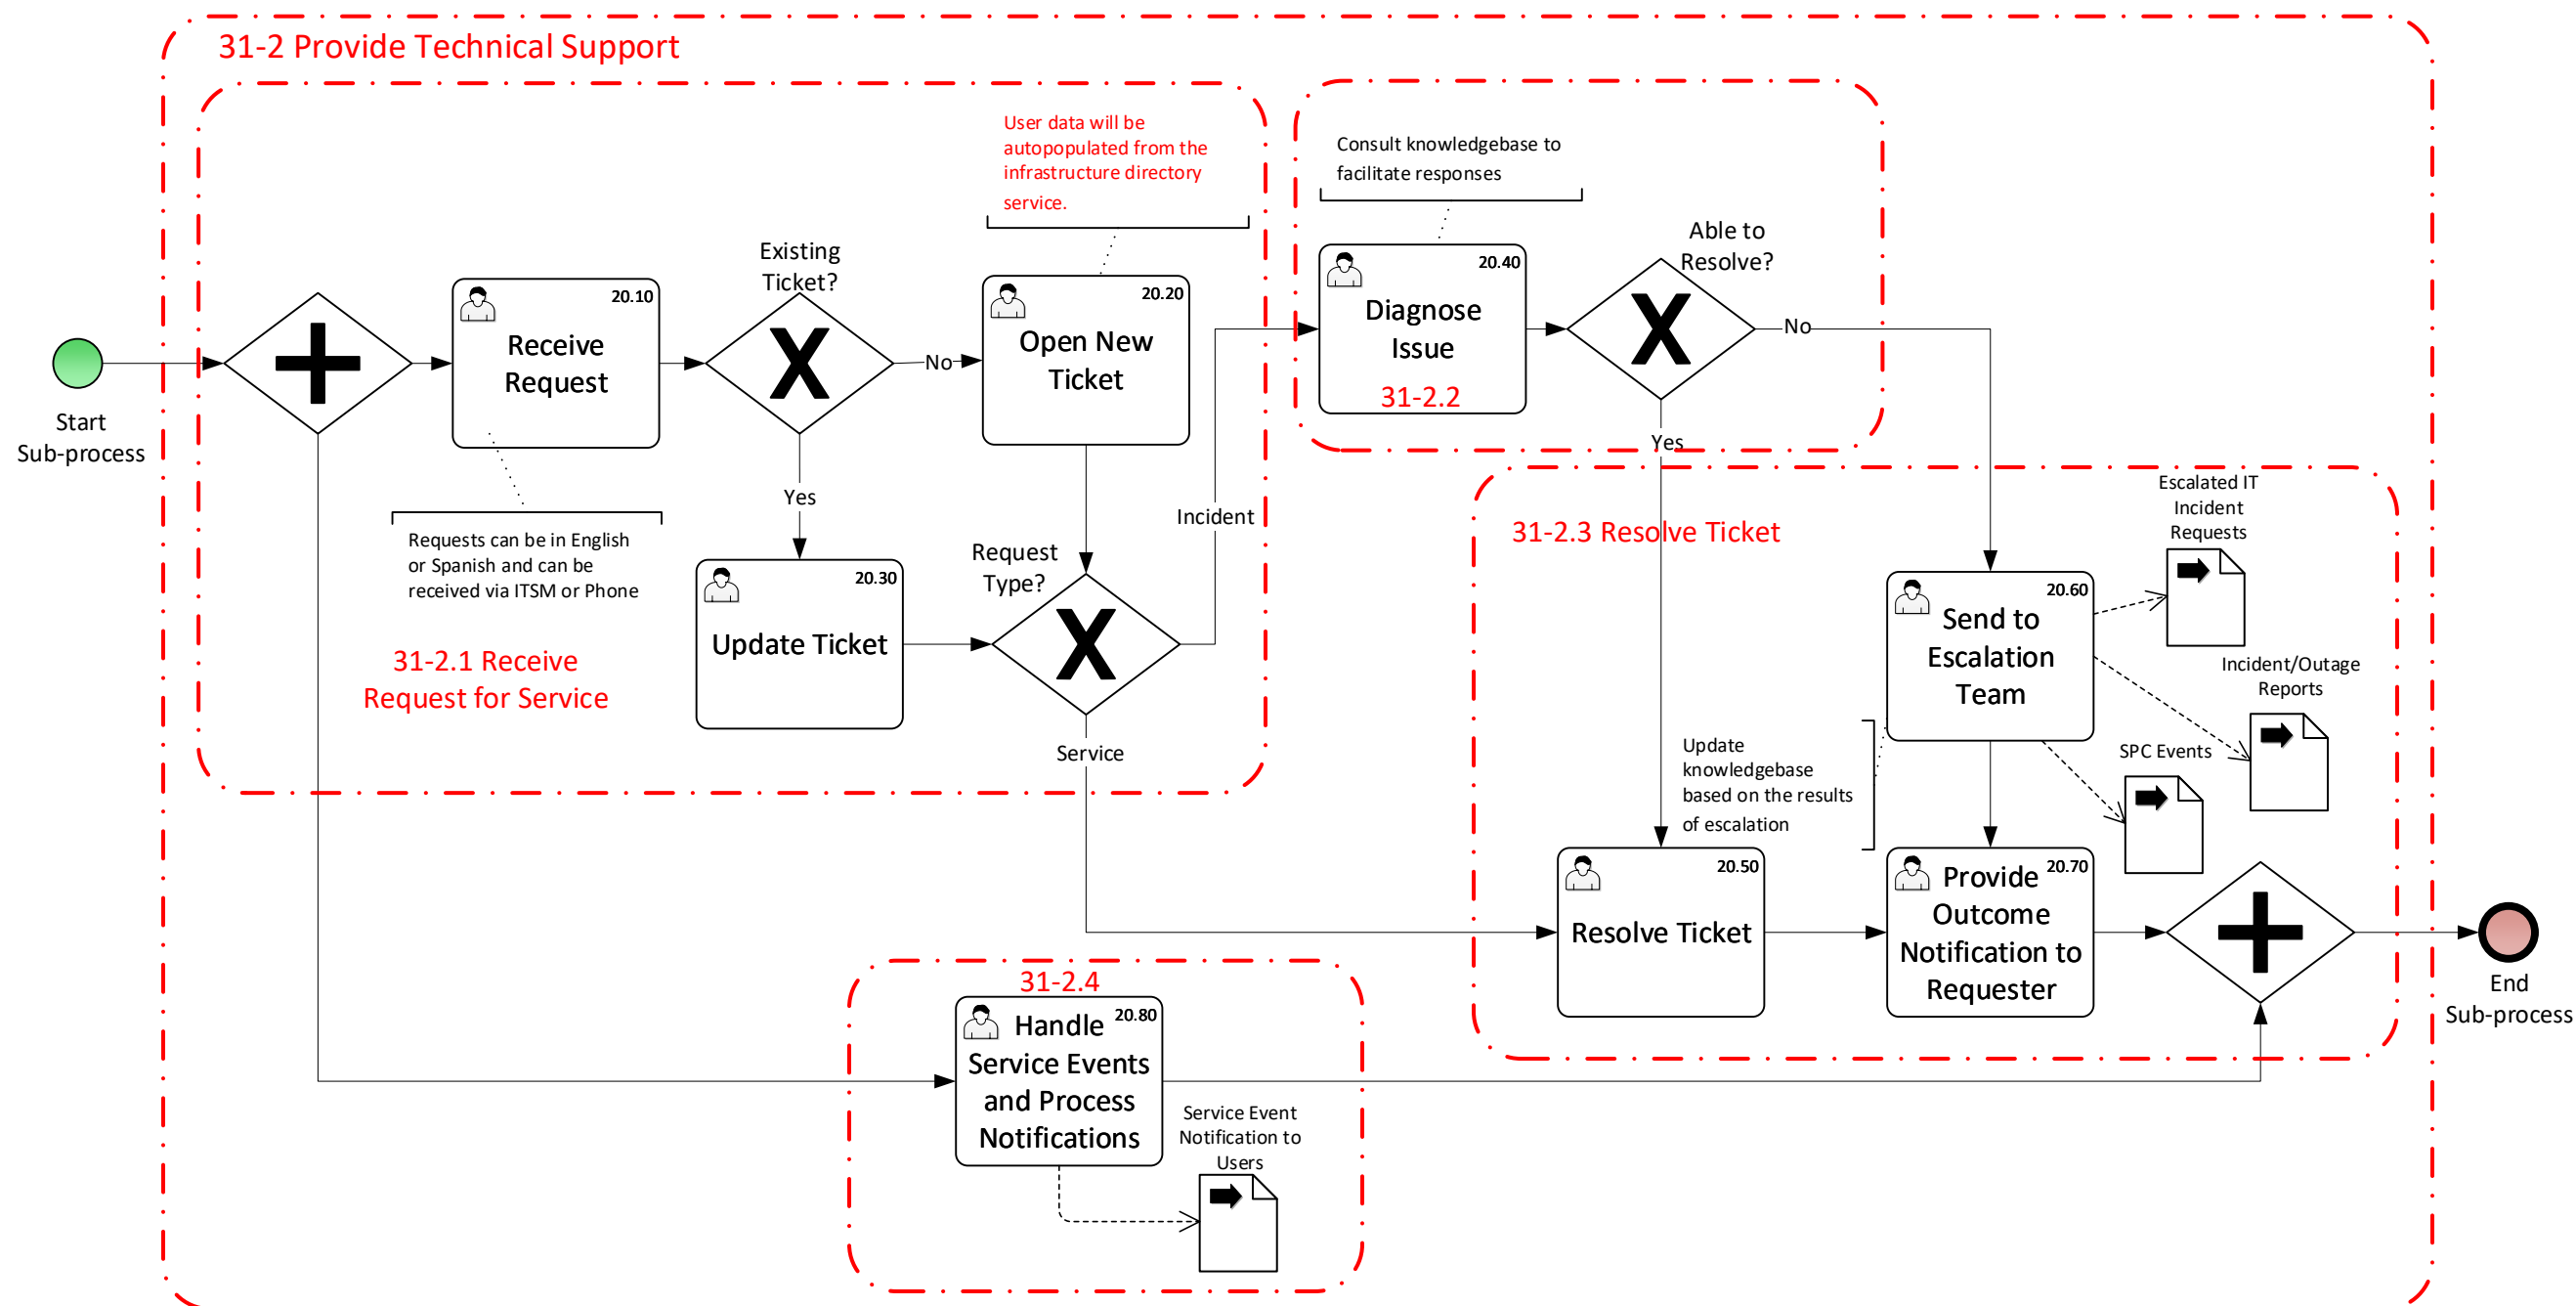 31-2 Provide Technical Support
User data will be
autopopulated from the
infrastructure directory
service.
Consult knowledgebase to
facilitate responses
Existing
Ticket?
Able to
Resolve?
Start
Sub-process
20.10
Receive
Request
No
20.20
Open New
Ticket
20.40
Diagnose
Issue
31-2.2
No
Yes
Yes
Incident
Requests can be in English
or Spanish and can be
received via ITSM or Phone
31-2.1 Receive
Request for Service
20.30
Update Ticket
Request
Type?
Service
31-2.3 Resolve Ticket
Escalated IT
Incident
Requests
20.60
Send to
Escalation
Team
Incident/Outage
Reports
SPC Events
Update
knowledgebase
based on the results
of escalation
20.50
Resolve Ticket
20.70
Provide
Outcome
Notification to
Requester
End
Sub-process
31-2.4
20.80
Handle
Service Events
and Process
Notifications
Service Event
Notification to
Users